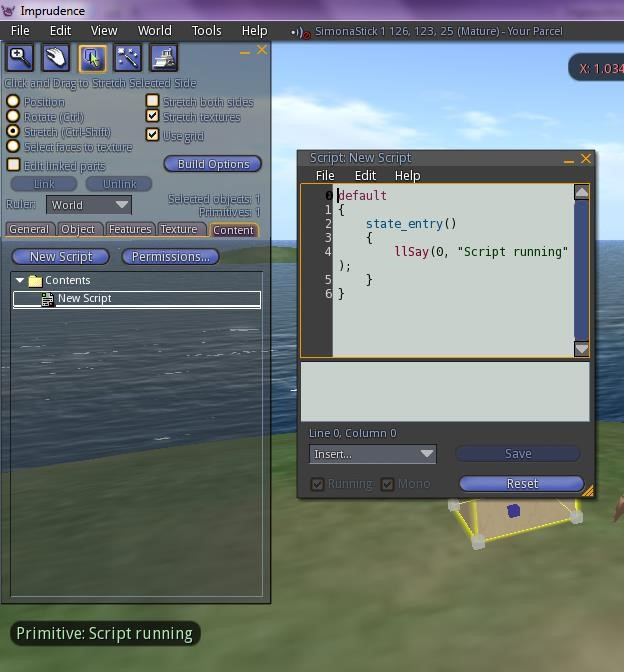 Imprudence
File Edit View World Tools Help SimonaStick 1 126, 123, 25 (Mature) - Your Parcel
X: 1.034
Click and Drag to Stretch Selected Side
Position
Rotate (Ctrl)
Stretch (Ctrl-Shift)
Select faces to texture
Edit linked parts
Stretch both sides
Stretch textures
Use grid
Build Options
Link Unlink
Selected objects: 1
Primitives: 1
Ruler: World
General Object Features Texture Content
New Script Permissions...
Contents
New Script
Script: New Script
File Edit Help
0 default
1 {
2 state_entry()
3 {
4 llSay(0, "Script running"
);
5 }
6 }
Line 0, Column 0
Insert... Save
Running Mono Reset
Primitive: Script running